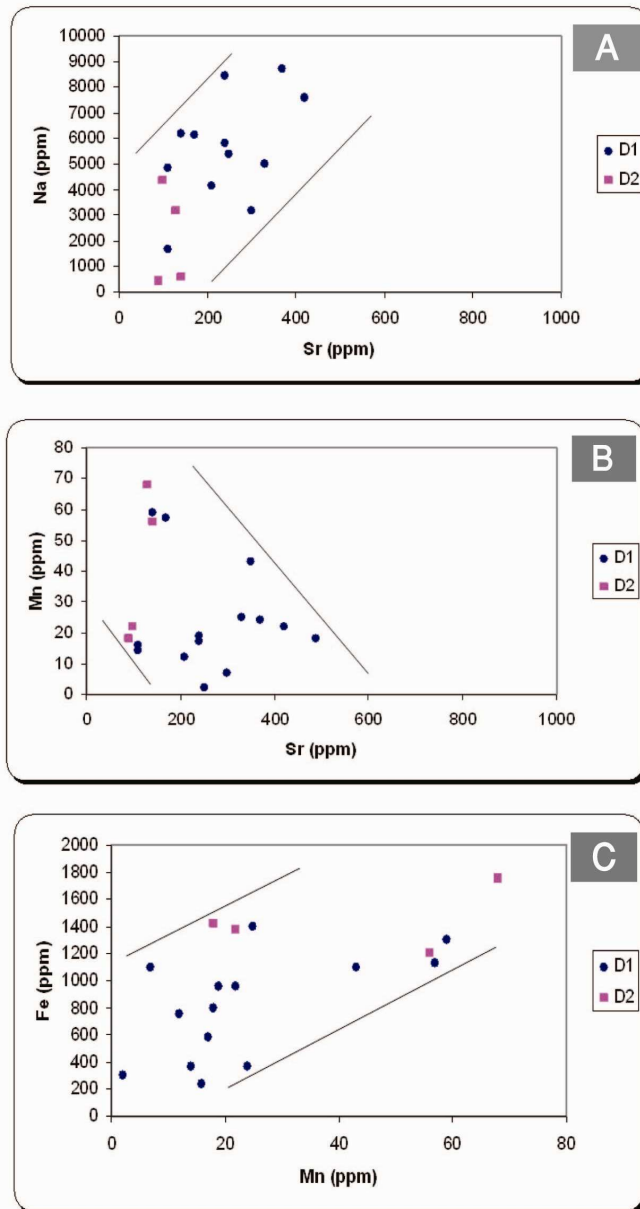 A
Na (ppm)
10000
9000
8000
7000
6000
5000
4000
3000
2000
1000
0
0 200 400 600 800 1000
Sr (ppm)
D1
D2
B
Mn (ppm)
80
70
60
50
40
30
20
10
0
0 200 400 600 800 1000
Sr (ppm)
D1
D2
C
Fe (ppm)
2000
1800
1600
1400
1200
1000
800
600
400
200
0
0 20 40 60 80
Mn (ppm)
D1
D2